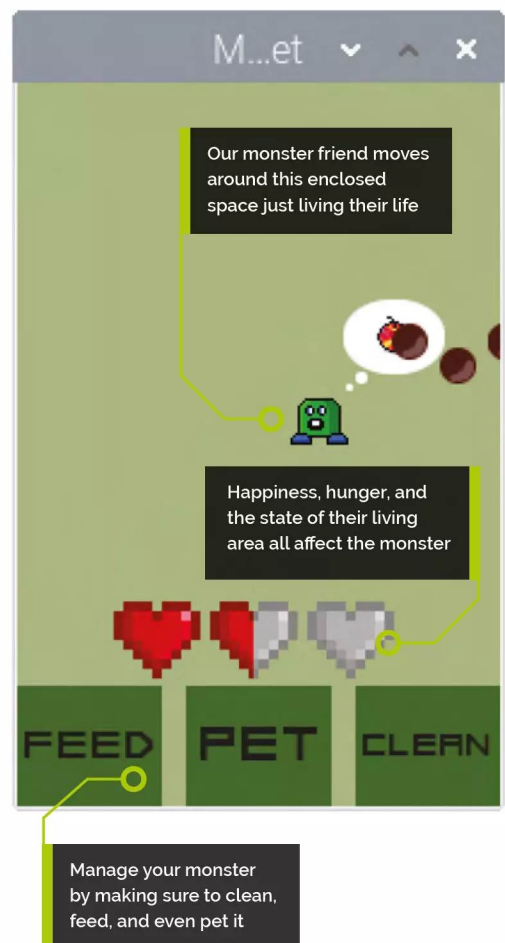 M...et
Our monster friend moves
around this enclosed
space just living their life
Happiness, hunger, and
the state of their living
area all affect the monster
FEED
PET
CLEAN
Manage your monster
by making sure to clean,
feed, and even pet it